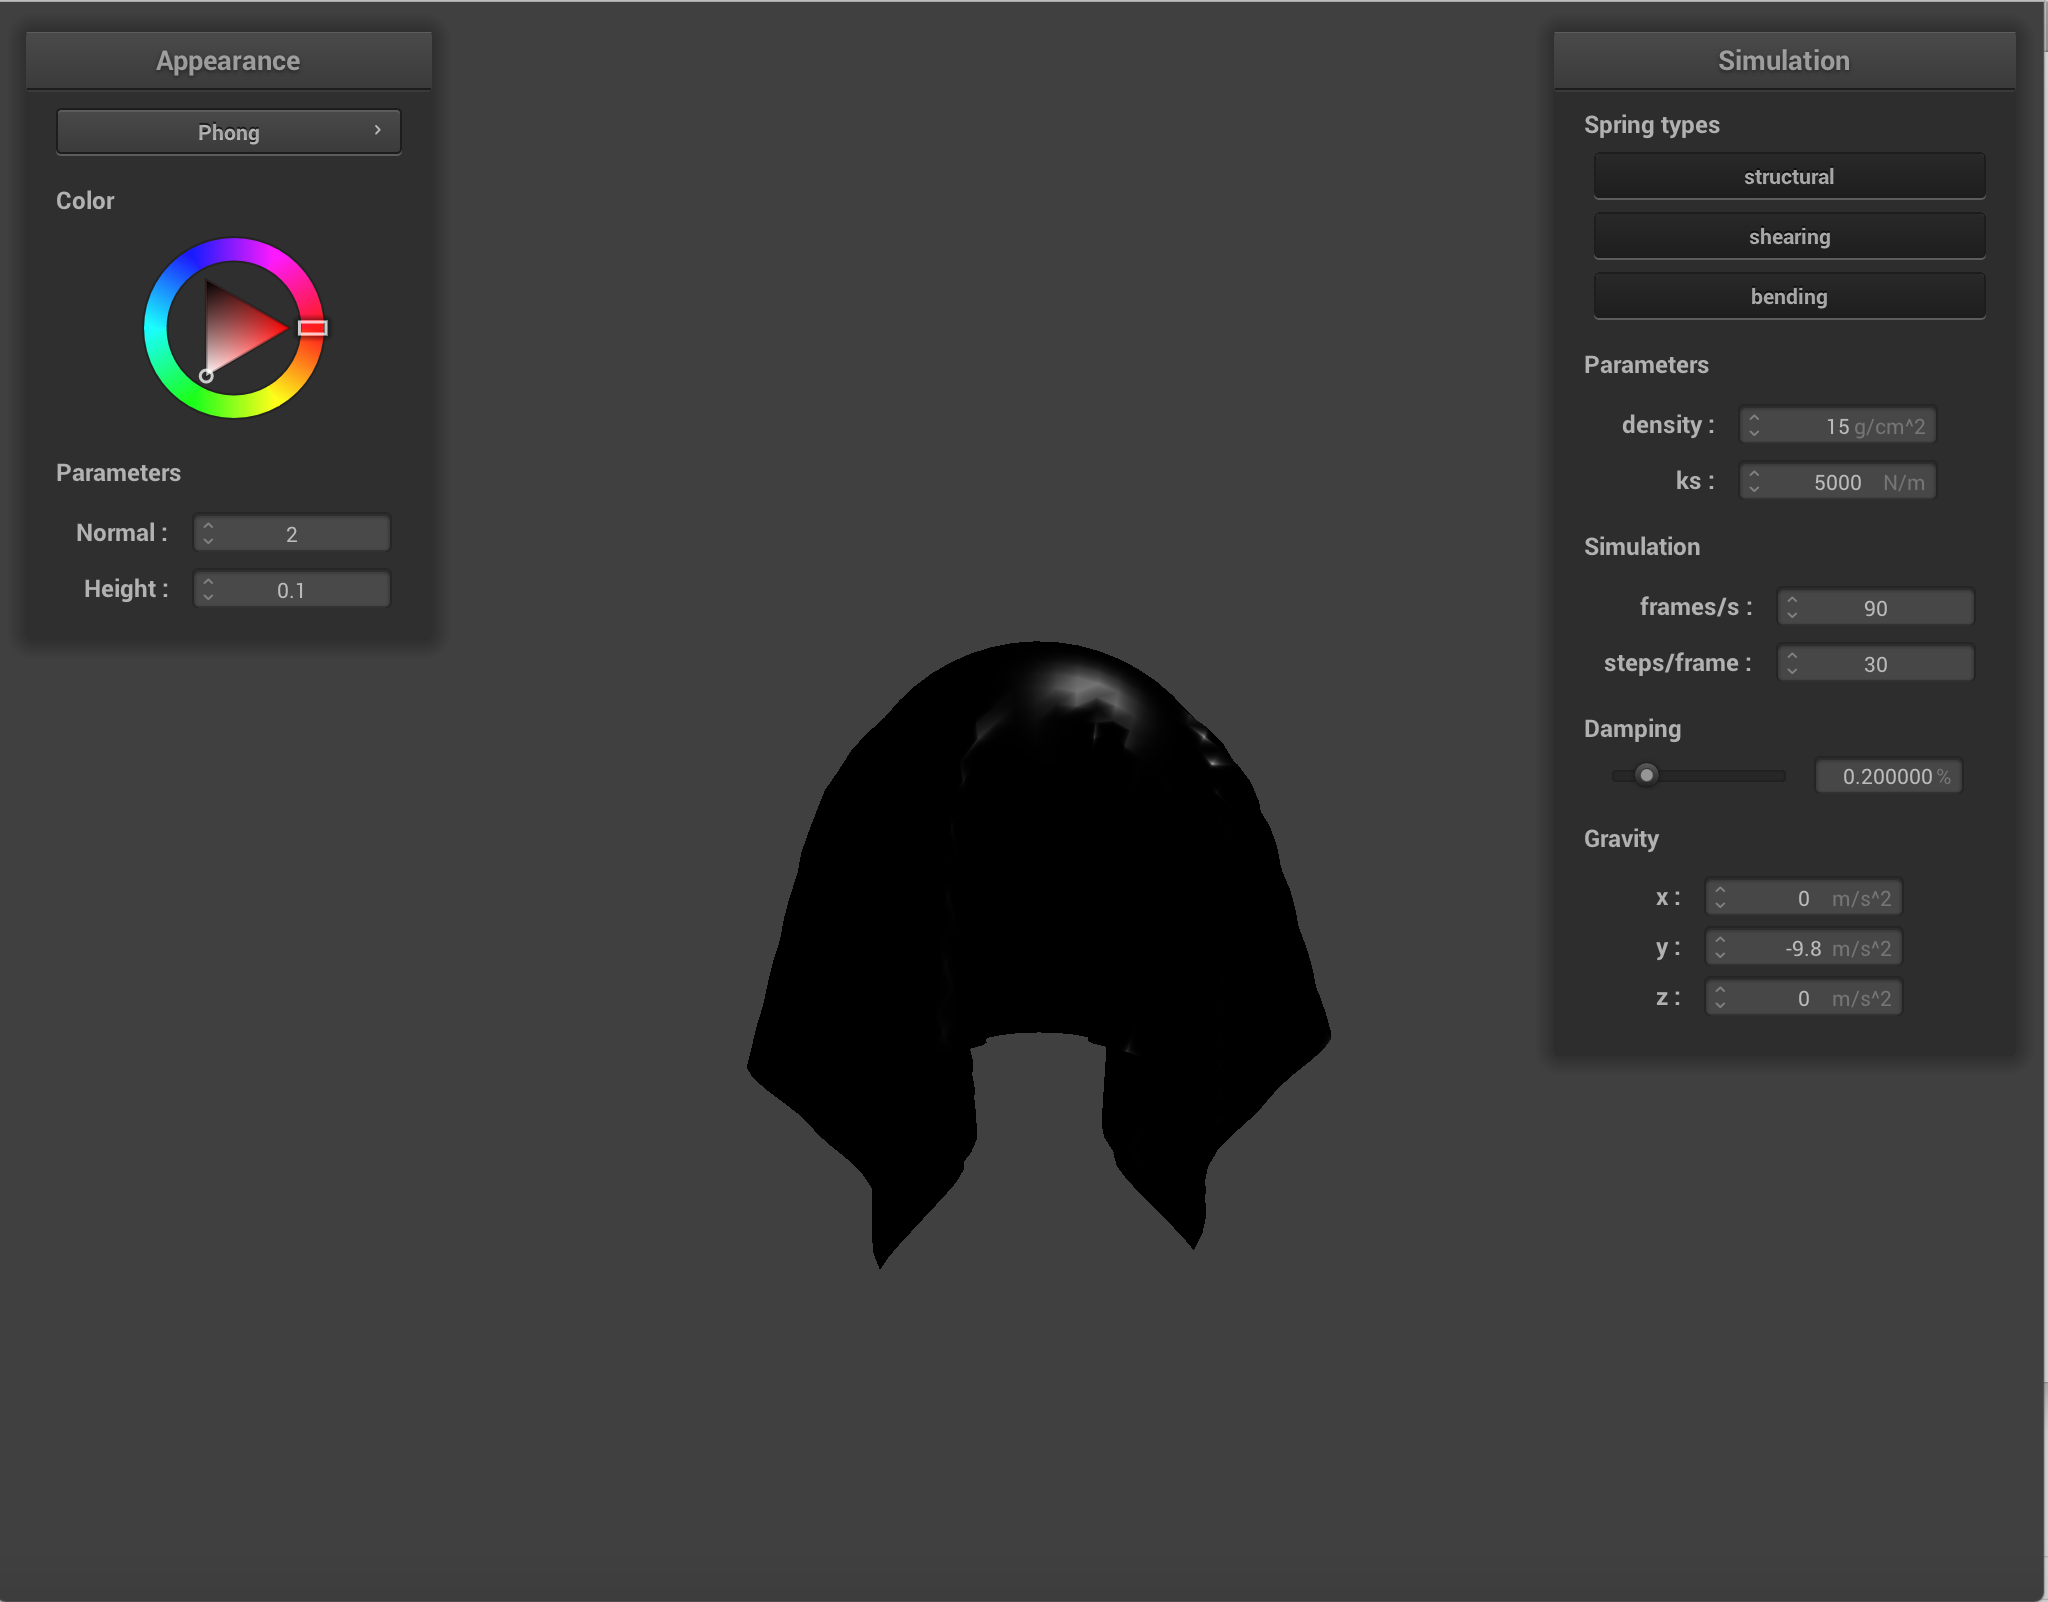 Appearance
Phong
Color
Parameters
Normal : 2
Height : 0.1
Simulation
Spring types
structural
shearing
bending
Parameters
density : 15 g/cm^2
ks : 5000 N/m
Simulation
frames/s : 90
steps/frame : 30
Damping
0.200000 %
Gravity
x : 0 m/s^2
y : -9.8 m/s^2
z : 0 m/s^2